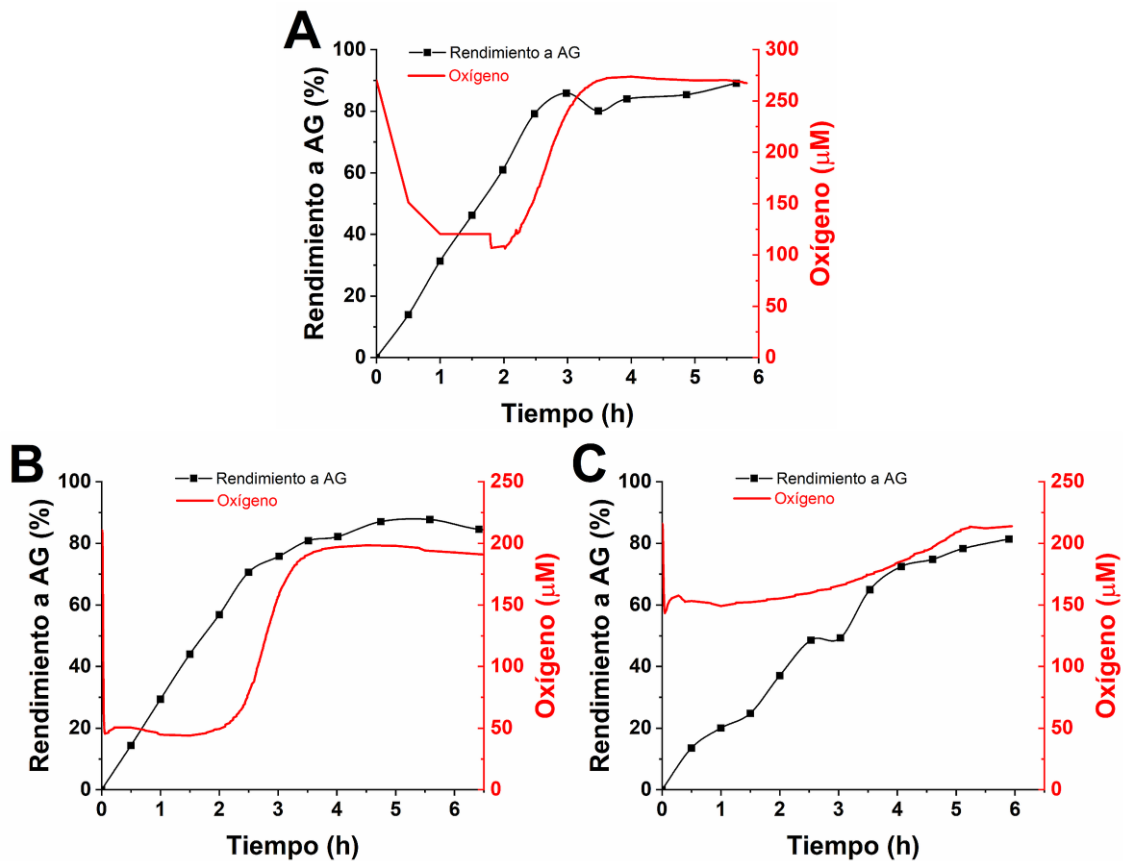 A
Rendimiento a AG
Oxígeno
Rendimiento a AG (%)
100
80
60
40
20
0
300
250
200
150
100
50
0
Oxígeno (μM)
0 1 2 3 4 5 6
Tiempo (h)
B
Rendimiento a AG
Oxígeno
Rendimiento a AG (%)
100
80
60
40
20
0
250
200
150
100
50
0
Oxígeno (μM)
0 1 2 3 4 5 6
Tiempo (h)
C
Rendimiento a AG
Oxígeno
Rendimiento a AG (%)
100
80
60
40
20
0
250
200
150
100
50
0
Oxígeno (μM)
0 1 2 3 4 5 6
Tiempo (h)